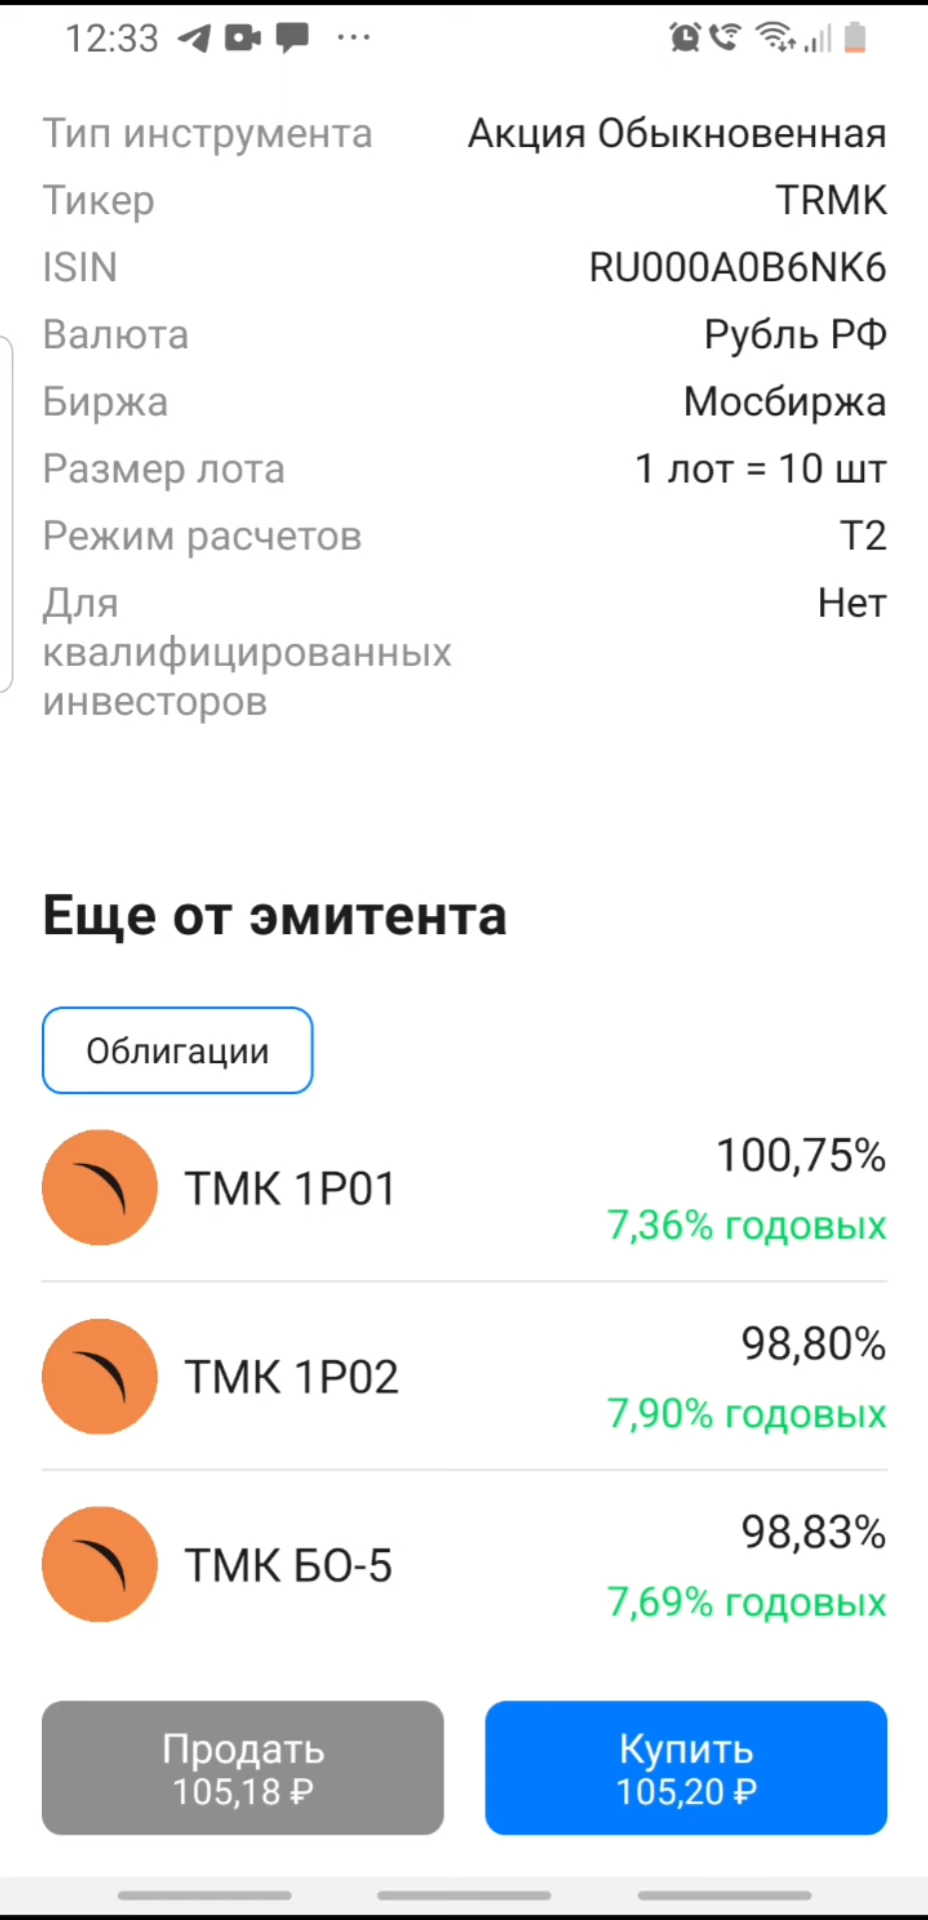 12:33
Тип инструмента Акция Обыкновенная
Тикер TRMK
ISIN RU000A0B6NK6
Валюта Рубль РФ
Биржа Мосбиржа
Размер лота 1 лот = 10 шт
Режим расчетов T2
Для Нет
квалифицированных
инвесторов
Еще от эмитента
Облигации
100,75%
ТМК 1P01
7,36% годовых
98,80%
ТМК 1P02
7,90% годовых
98,83%
ТМК БО-5
7,69% годовых
Продать Купить
105,18 ₽ 105,20 ₽